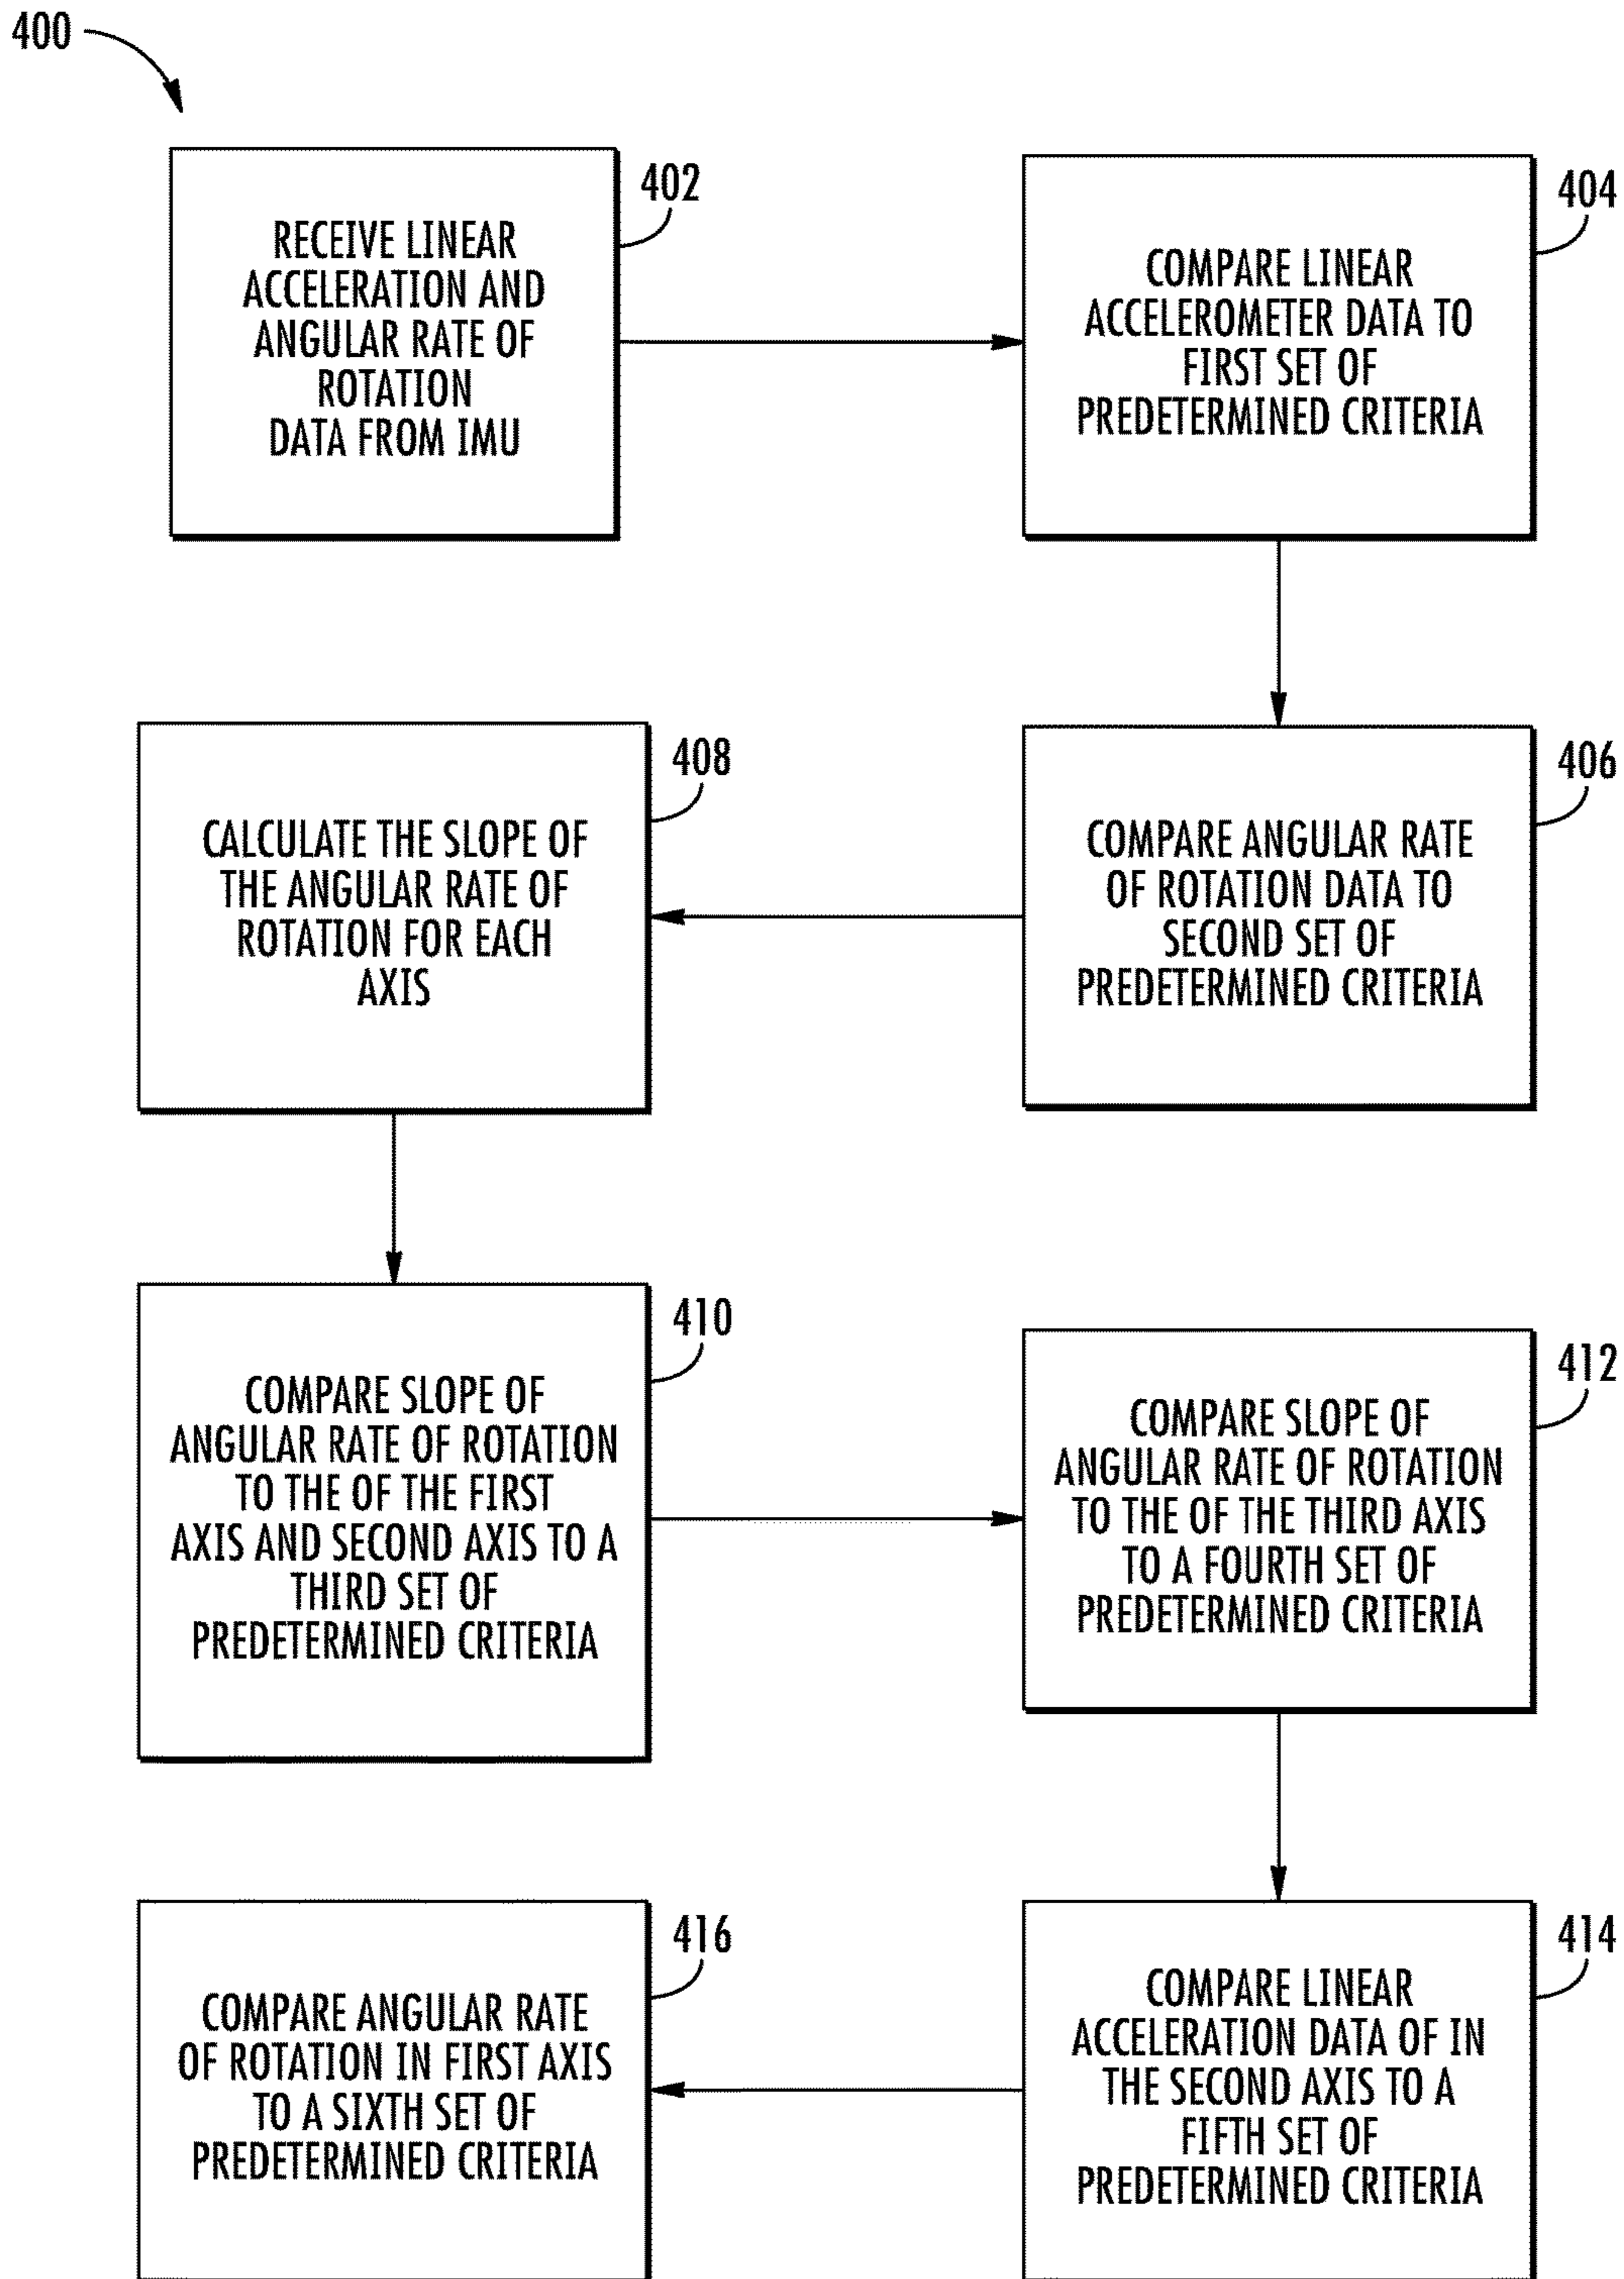 400
402
RECEIVE LINEAR
ACCELERATION AND
ANGULAR RATE OF
ROTATION
DATA FROM IMU
404
COMPARE LINEAR
ACCELEROMETER DATA TO
FIRST SET OF
PREDETERMINED CRITERIA
406
COMPARE ANGULAR RATE
OF ROTATION DATA TO
SECOND SET OF
PREDETERMINED CRITERIA
408
CALCULATE THE SLOPE OF
THE ANGULAR RATE OF
ROTATION FOR EACH
AXIS
410
COMPARE SLOPE OF
ANGULAR RATE OF ROTATION
TO THE OF THE FIRST
AXIS AND SECOND AXIS TO A
THIRD SET OF
PREDETERMINED CRITERIA
412
COMPARE SLOPE OF
ANGULAR RATE OF ROTATION
TO THE OF THE THIRD AXIS
TO A FOURTH SET OF
PREDETERMINED CRITERIA
414
COMPARE LINEAR
ACCELERATION DATA OF IN
THE SECOND AXIS TO A
FIFTH SET OF
PREDETERMINED CRITERIA
416
COMPARE ANGULAR RATE
OF ROTATION IN FIRST AXIS
TO A SIXTH SET OF
PREDETERMINED CRITERIA